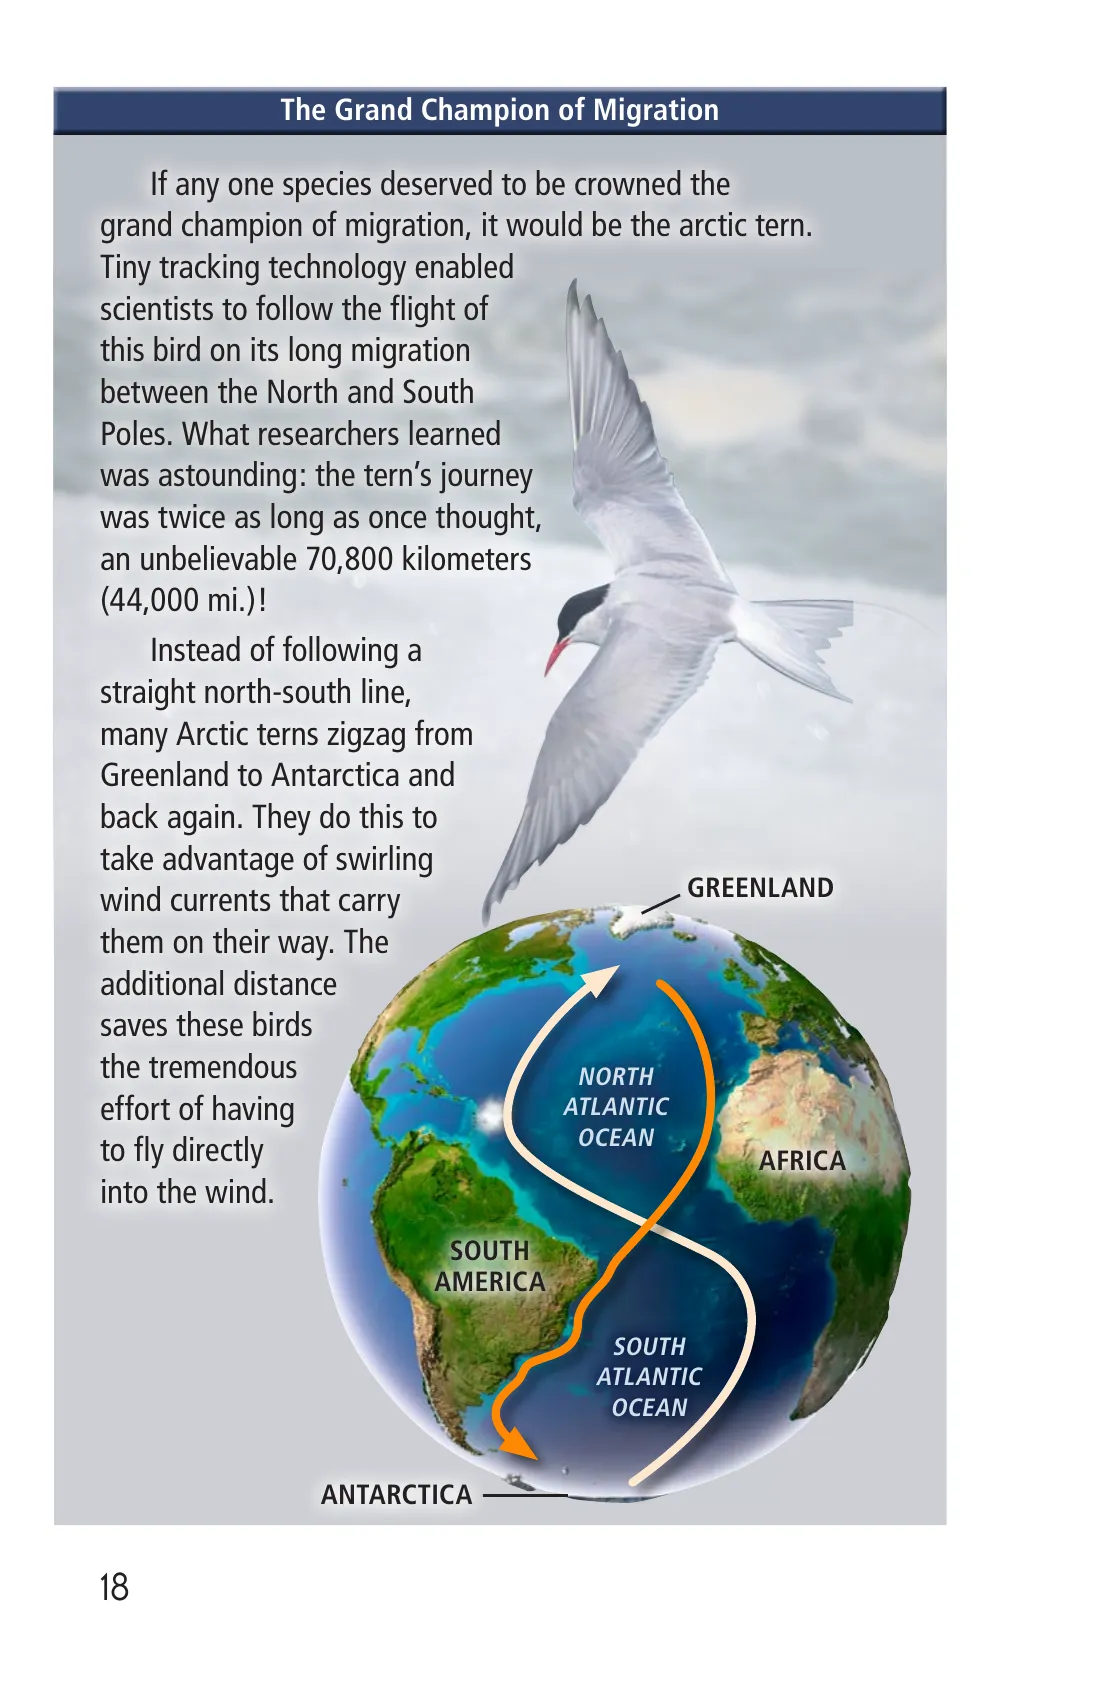 The Grand Champion of Migration
If any one species deserved to be crowned the
grand champion of migration, it would be the arctic tern.
Tiny tracking technology enabled
scientists to follow the flight of
this bird on its long migration
between the North and South
Poles. What researchers learned
was astounding: the tern’s journey
was twice as long as once thought,
an unbelievable 70,800 kilometers
(44,000 mi.)!
Instead of following a
straight north-south line,
many Arctic terns zigzag from
Greenland to Antarctica and
back again. They do this to
take advantage of swirling
wind currents that carry
them on their way. The
additional distance
saves these birds
the tremendous
effort of having
to fly directly
into the wind.
GREENLAND
NORTH
ATLANTIC
OCEAN
AFRICA
SOUTH
AMERICA
SOUTH
ATLANTIC
OCEAN
ANTARCTICA
18